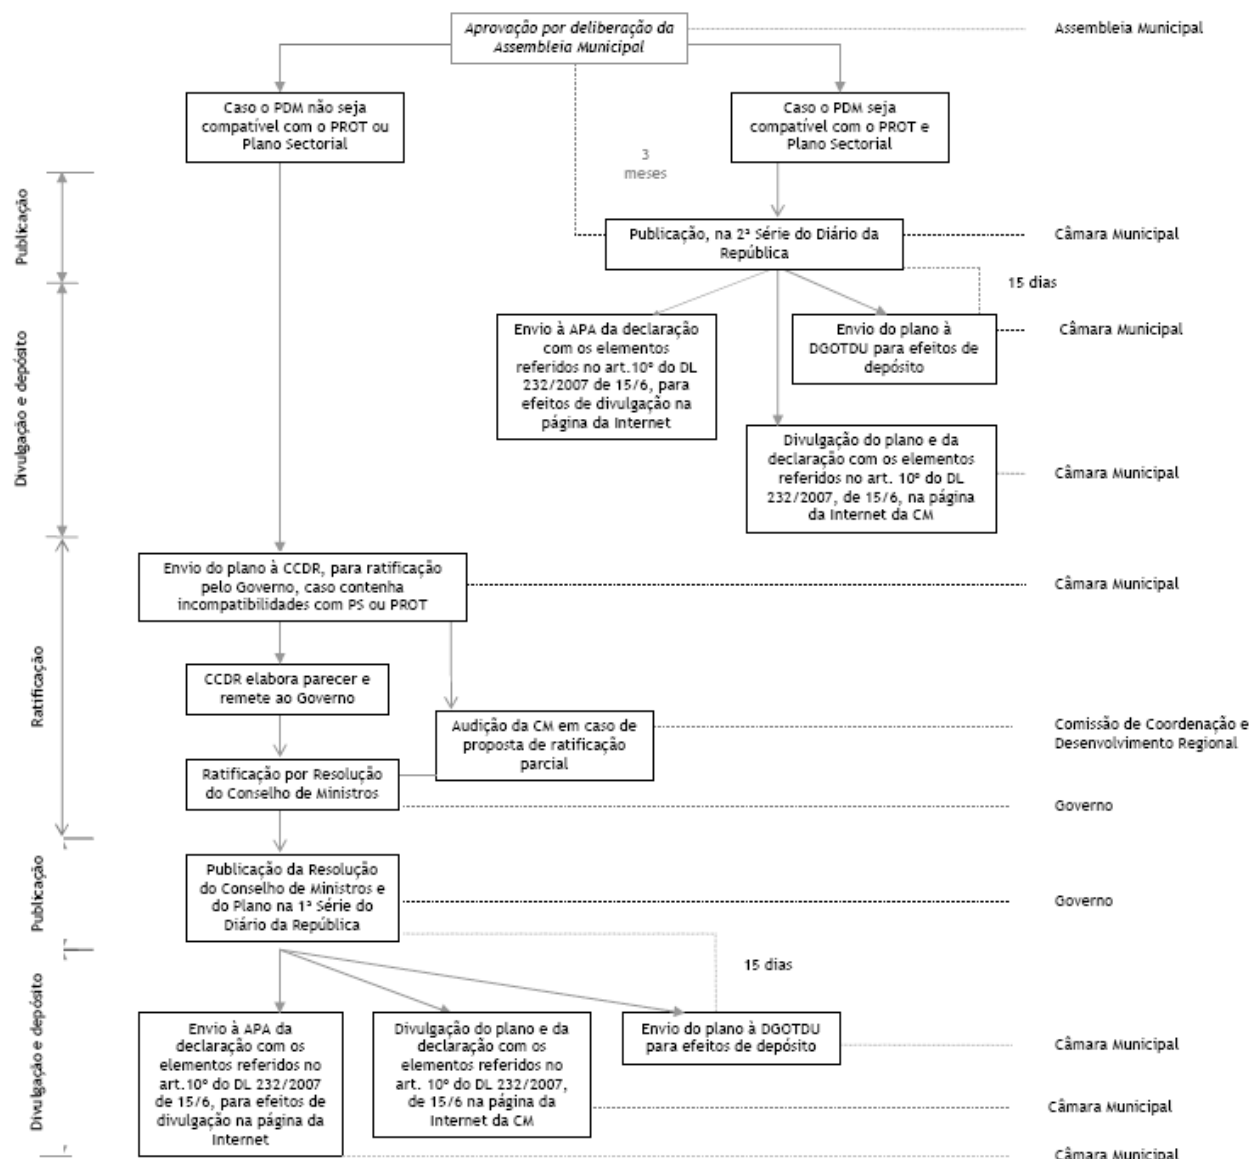 Aprovação por deliberação da
Assembleia Municipal
Assembleia Municipal
Caso o PDM não seja
compatível com o PROT ou
Plano Sectorial
Caso o PDM seja
compatível com o PROT e
Plano Sectorial
3
meses
Publicação
Publicação, na 2ª Série do Diário da
República
Câmara Municipal
15 dias
Divulgação e depósito
Envio à APA da declaração
com os elementos
referidos no art.10º do DL
232/2007 de 15/6, para
efeitos de divulgação na
página da Internet
Envio do plano à
DGOTDU para efeitos de
depósito
Câmara Municipal
Divulgação do plano e da
declaração com os elementos
referidos no art. 10º do DL
232/2007, de 15/6, na página
da Internet da CM
Câmara Municipal
Ratificação
Envio do plano à CCDR, para ratificação
pelo Governo, caso contenha
incompatibilidades com PS ou PROT
Câmara Municipal
CCDR elabora parecer e
remete ao Governo
Audição da CM em caso de
proposta de ratificação
parcial
Comissão de Coordenação e
Desenvolvimento Regional
Ratificação por Resolução
do Conselho de Ministros
Governo
Publicação
Publicação da Resolução
do Conselho de Ministros e
do Plano na 1ª Série do
Diário da República
Governo
15 dias
Divulgação e depósito
Envio à APA da
declaração com os
elementos referidos no
art.10º do DL 232/2007
de 15/6, para efeitos de
divulgação na página da
Internet
Divulgação do plano e da
declaração com os
elementos referidos no
art. 10º do DL 232/2007,
de 15/6 na página da
Internet da CM
Envio do plano à DGOTDU
para efeitos de depósito
Câmara Municipal
Câmara Municipal
Câmara Municipal